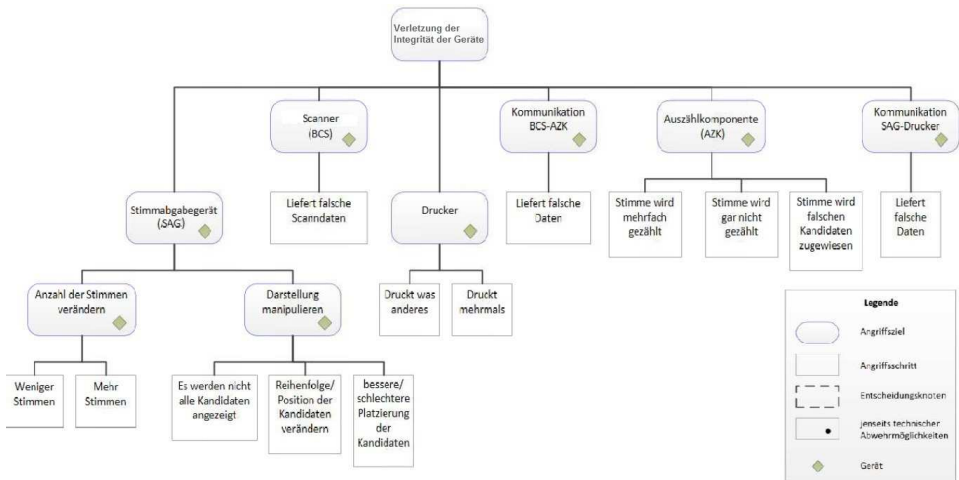 Verletzung der
Integrität der Geräte
Scanner
(BCS)
Kommunikation
BCS-AZK
Auszählkomponente
(AZK)
Kommunikation
SAG-Drucker
Stimmabgabegerät
(SAG)
Liefert falsche
Scanndaten
Drucker
Liefert falsche
Daten
Stimme wird
mehrfach
gezählt
Stimme wird
gar nicht
gezählt
Stimme wird
falschen
Kandidaten
zugewiesen
Liefert
falsche
Daten
Anzahl der Stimmen
verändern
Darstellung
manipulieren
Druckt was
anderes
Druckt
mehrmals
Weniger
Stimmen
Mehr
Stimmen
Es werden nicht
alle Kandidaten
angezeigt
Reihenfolge/
Position der
Kandidaten
verändern
bessere/
schlechtere
Platzierung
der
Kandidaten
Legende
Angriffsziel
Angriffsschritt
Entscheidungsknoten
jenseits technischer
Abwehrmöglichkeiten
Gerät